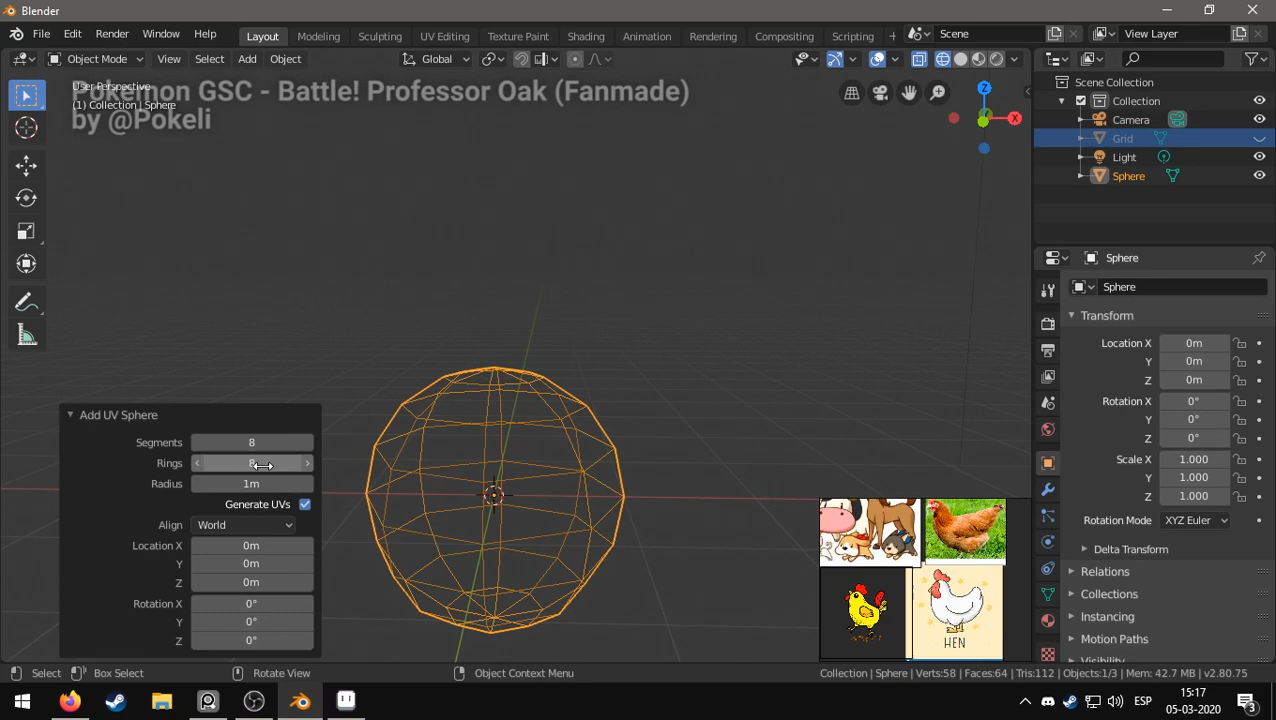 Blender
File Edit Render Window Help Layout Modeling Sculpting UV Editing Texture Paint Shading Animation Rendering Compositing Scripting Scene View Layer
Object Mode View Select Add Object Global
Pokemon GSC - Battle! Professor Oak (Fanmade)
by @Pokeli
User Perspective
(1) Collection | Sphere
Z
X
Scene Collection
Collection
Camera
Grid
Light
Sphere
Sphere
Sphere
Transform
Location X 0m
Y 0m
Z 0m
Rotation X 0°
Y 0°
Z 0°
Scale X 1.000
Y 1.000
Z 1.000
Rotation Mode XYZ Euler
Delta Transform
Relations
Collections
Instancing
Motion Paths
Visibility
Add UV Sphere
Segments 8
Rings 8
Radius 1m
Generate UVs
Align World
Location X 0m
Y 0m
Z 0m
Rotation X 0°
Y 0°
Z 0°
HEN
Select Box Select Rotate View Object Context Menu Collection | Sphere | Verts:58 | Faces:64 | Tris:112 | Objects:1/3 | Mem: 42.7 MB | v2.80.75
ESP
15:17
05-03-2020
3